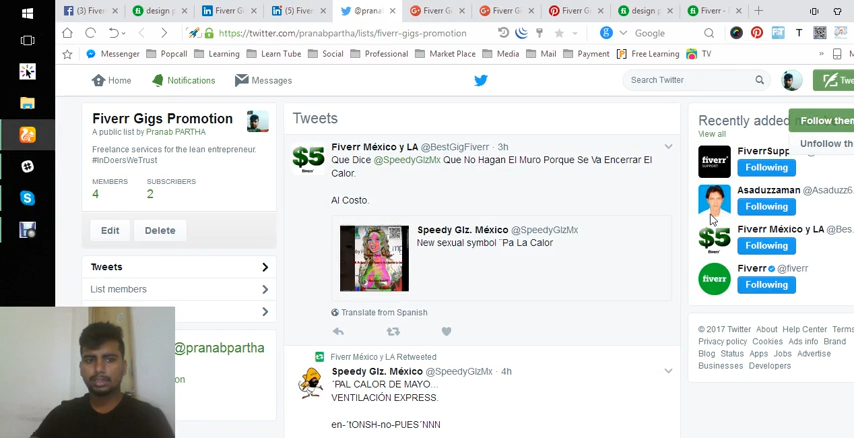 (3) Fiverr
design p
Fiverr G
(5) Fiver
@prana
Fiverr G
Fiverr G
Fiverr G
design p
Fiverr -
https://twitter.com/pranabpartha/lists/fiverr-gigs-promotion
Google
Messenger
Popcall
Learning
Learn Tube
Social
Professional
Market Place
Media
Mail
Payment
Free Learning
TV
Home
Notifications
Messages
Search Twitter
Fiverr Gigs Promotion
A public list by Pranab PARTHA
Freelance services for the lean entrepreneur.
#InDoersWeTrust
MEMBERS
4
SUBSCRIBERS
2
Edit
Delete
Tweets
List members
@pranabpartha
Tweets
Fiverr México y LA @BestGigFiverr · 3h
Que Dice @SpeedyGlzMx Que No Hagan El Muro Porque Se Va Encerrar El
Calor.
Al Costo.
Speedy Glz. México @SpeedyGlzMx
New sexual symbol ¨Pa La Calor
Translate from Spanish
Fiverr México y LA Retweeted
Speedy Glz. México @SpeedyGlzMx · 4h
¨PAL CALOR DE MAYO...
VENTILACIÓN EXPRESS.
en-¨tONSH-no-PUES¨NNN
Recently added
View all
Follow them
Unfollow the
FiverrSupp
Following
Asaduzzaman @Asaduzz6
Following
Fiverr México y LA @Bes
Following
Fiverr @fiverr
Following
© 2017 Twitter About Help Center Terms
Privacy policy Cookies Ads info Brand
Blog Status Apps Jobs Advertise
Businesses Developers